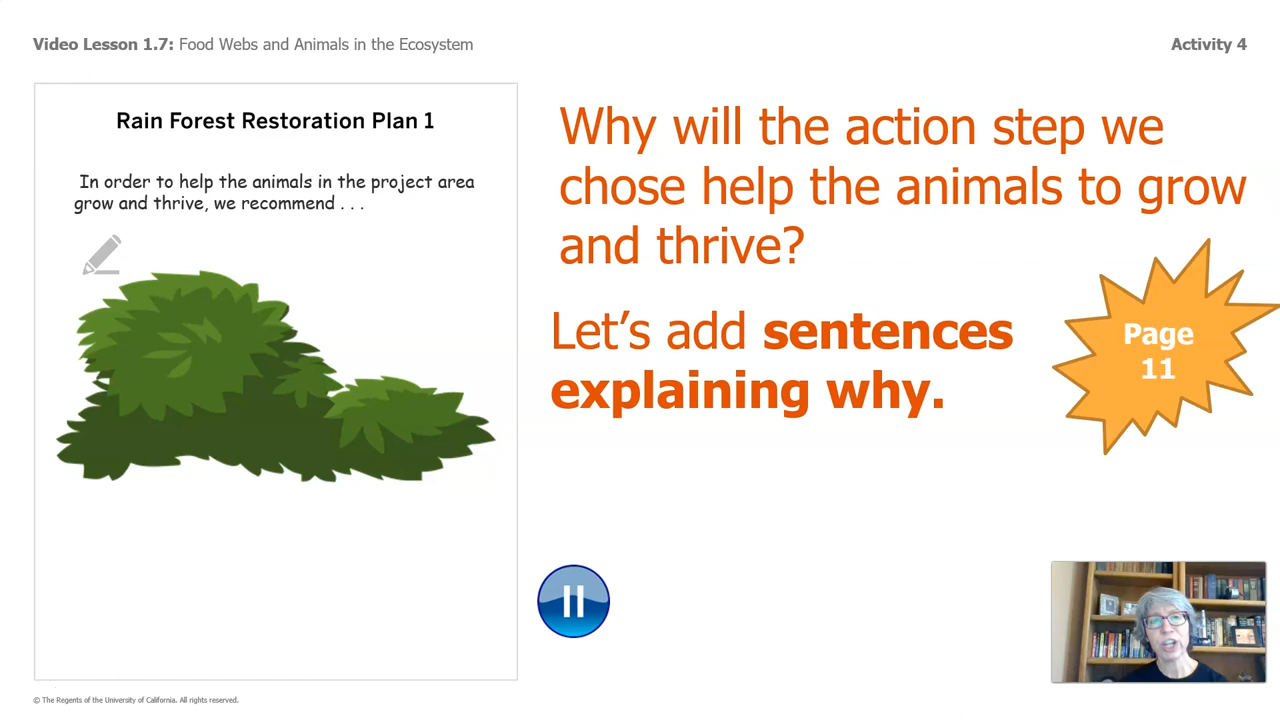 Video Lesson 1.7: Food Webs and Animals in the Ecosystem
Activity 4
Rain Forest Restoration Plan 1
In order to help the animals in the project area
grow and thrive, we recommend . . .
Why will the action step we
chose help the animals to grow
and thrive?
Let’s add sentences
explaining why.
Page
11
© The Regents of the University of California. All rights reserved.